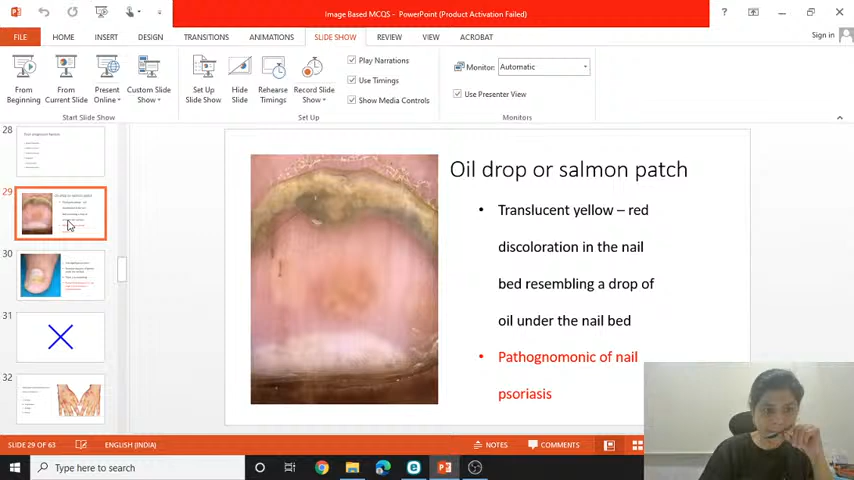 Image Based MCQS - PowerPoint (Product Activation Failed)
FILE HOME INSERT DESIGN TRANSITIONS ANIMATIONS SLIDE SHOW REVIEW VIEW ACROBAT Sign in
From Beginning
From Current Slide
Present Online
Custom Slide Show
Set Up Slide Show
Hide Slide
Rehearse Timings
Record Slide Show
Play Narrations
Use Timings
Show Media Controls
Monitor: Automatic
Use Presenter View
Start Slide Show
Set Up
Monitors
28
29
Oil drop or salmon patch
30
31
32
Oil drop or salmon patch
• Translucent yellow – red
discoloration in the nail
bed resembling a drop of
oil under the nail bed
• Pathognomonic of nail
psoriasis
SLIDE 29 OF 63 ENGLISH (INDIA) NOTES COMMENTS
Type here to search